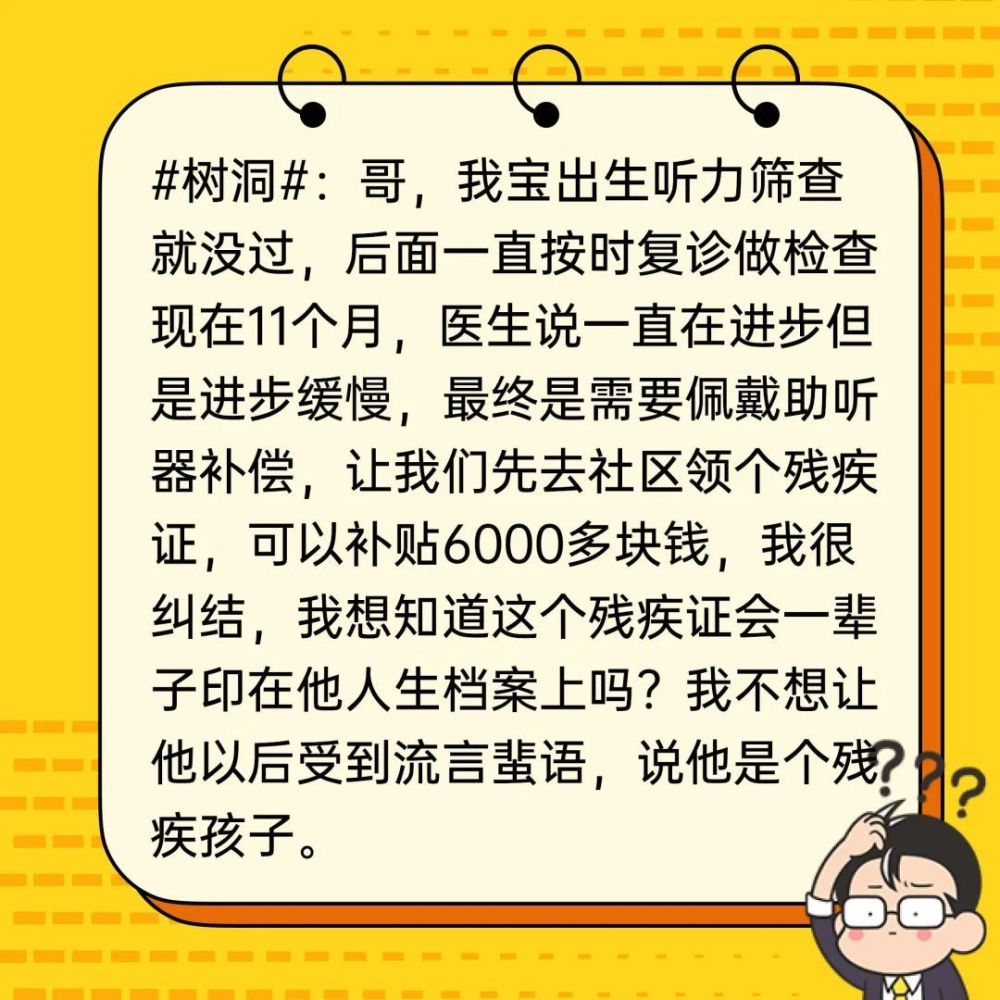 #树洞#：哥，我宝出生听力筛查
就没过，后面一直按时复诊做检查
现在11个月，医生说一直在进步但
是进步缓慢，最终是需要佩戴助听
器补偿，让我们先去社区领个残疾
证，可以补贴6000多块钱，我很
纠结，我想知道这个残疾证会一辈
子印在他人生档案上吗？我不想让
他以后受到流言蜚语，说他是个残
疾孩子。
???